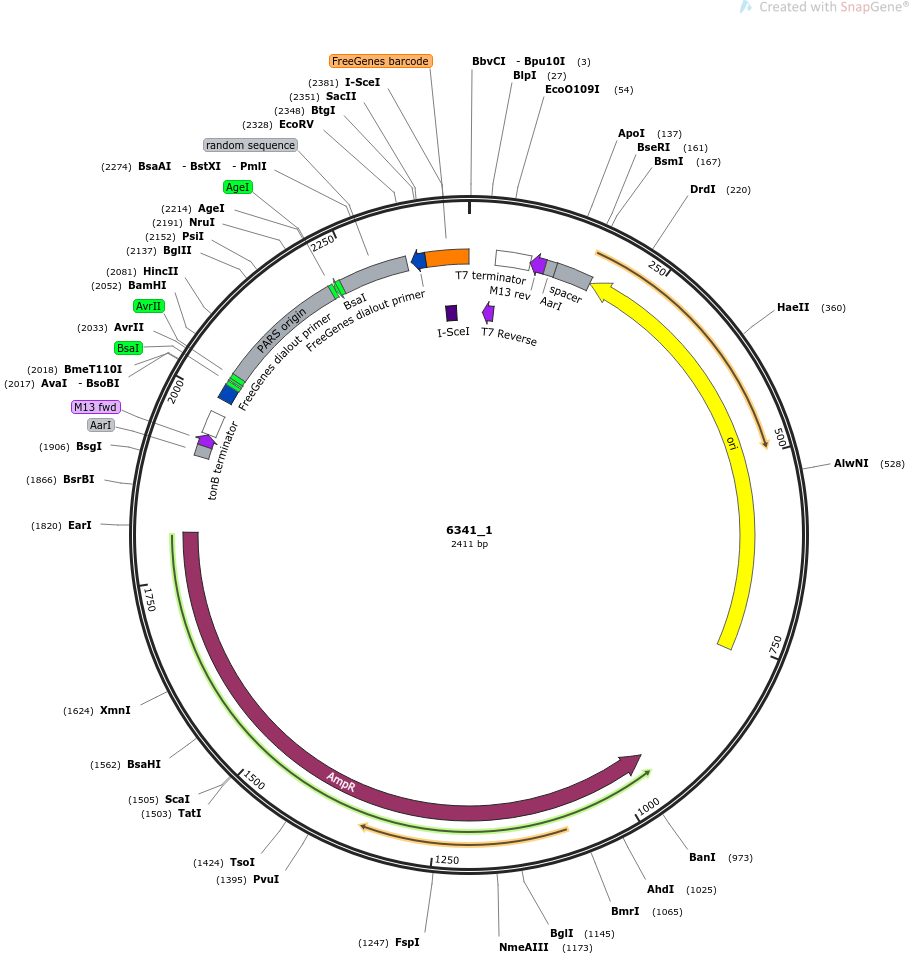 Created with SnapGene®
FreeGenes barcode
(2381) I-SceI
(2351) SacII
(2348) BtgI
(2328) EcoRV
random sequence
(2274) BsaAI - BstXI - PmlI
AgeI
(2214) AgeI
(2191) NruI
(2152) PsiI
(2137) BglII
(2081) HincII
(2052) BamHI
AvrII
(2033) AvrII
BsaI
(2018) BmeT110I
(2017) AvaI - BsoBI
M13 fwd
AarI
(1906) BsgI
(1866) BsrBI
(1820) EarI
(1624) XmnI
(1562) BsaHI
(1505) ScaI
(1503) TatI
(1424) TsoI
(1395) PvuI
(1247) FspI
BbvCI - Bpu10I (3)
BlpI (27)
EcoO109I (54)
ApoI (137)
BseRI (161)
BsmI (167)
DrdI (220)
HaeII (360)
AlwNI (528)
BanI (973)
AhdI (1025)
BmrI (1065)
BglI (1145)
NmeAIII (1173)
250
500
750
1000
1250
1500
1750
2000
2250
T7 terminator
M13 rev
AarI
spacer
ori
AmpR
tonB terminator
FreeGenes dialout primer
PARS origin
BsaI
FreeGenes dialout primer
I-SceI
T7 Reverse
6341_1
2411 bp